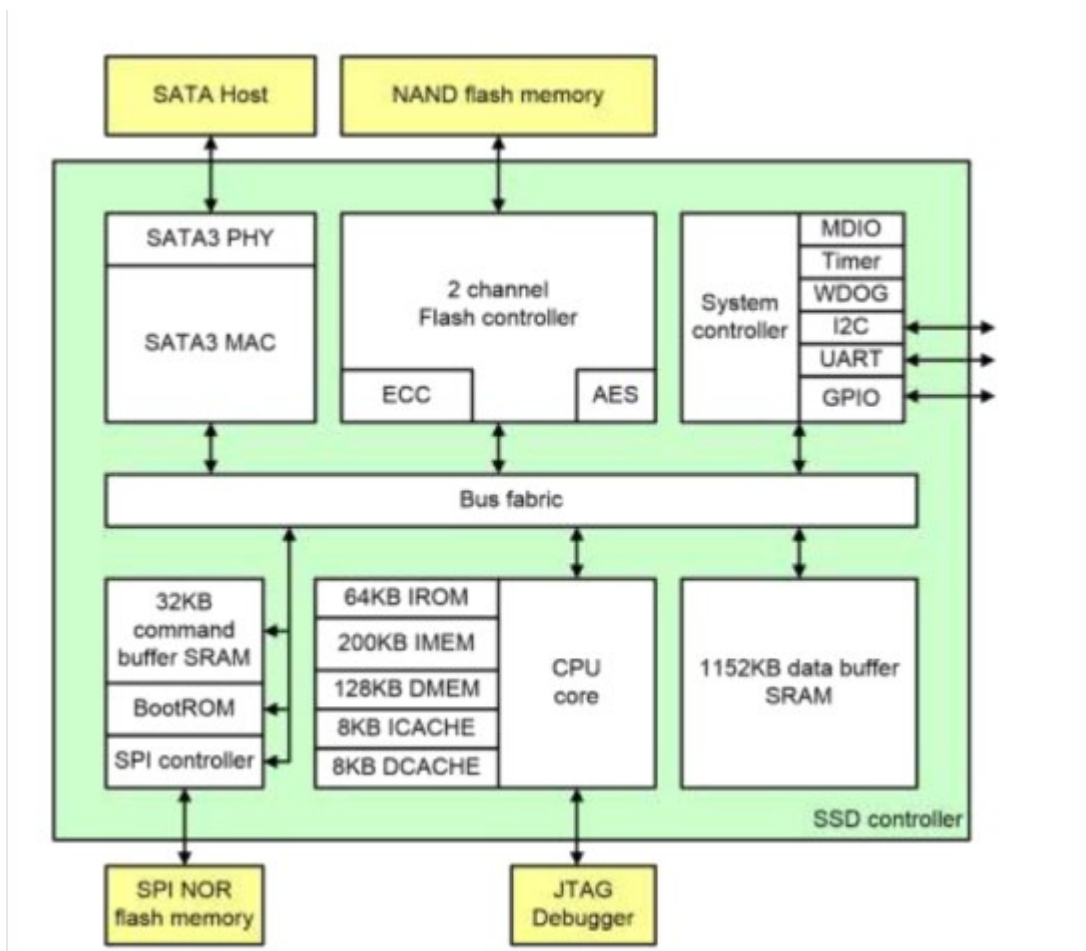 SATA Host
NAND flash memory
SATA3 PHY
SATA3 MAC
2 channel
Flash controller
ECC
AES
System
controller
MDIO
Timer
WDOG
I2C
UART
GPIO
Bus fabric
32KB
command
buffer SRAM
BootROM
SPI controller
64KB IROM
200KB IMEM
128KB DMEM
8KB ICACHE
8KB DCACHE
CPU
core
1152KB data buffer
SRAM
SSD controller
SPI NOR
flash memory
JTAG
Debugger